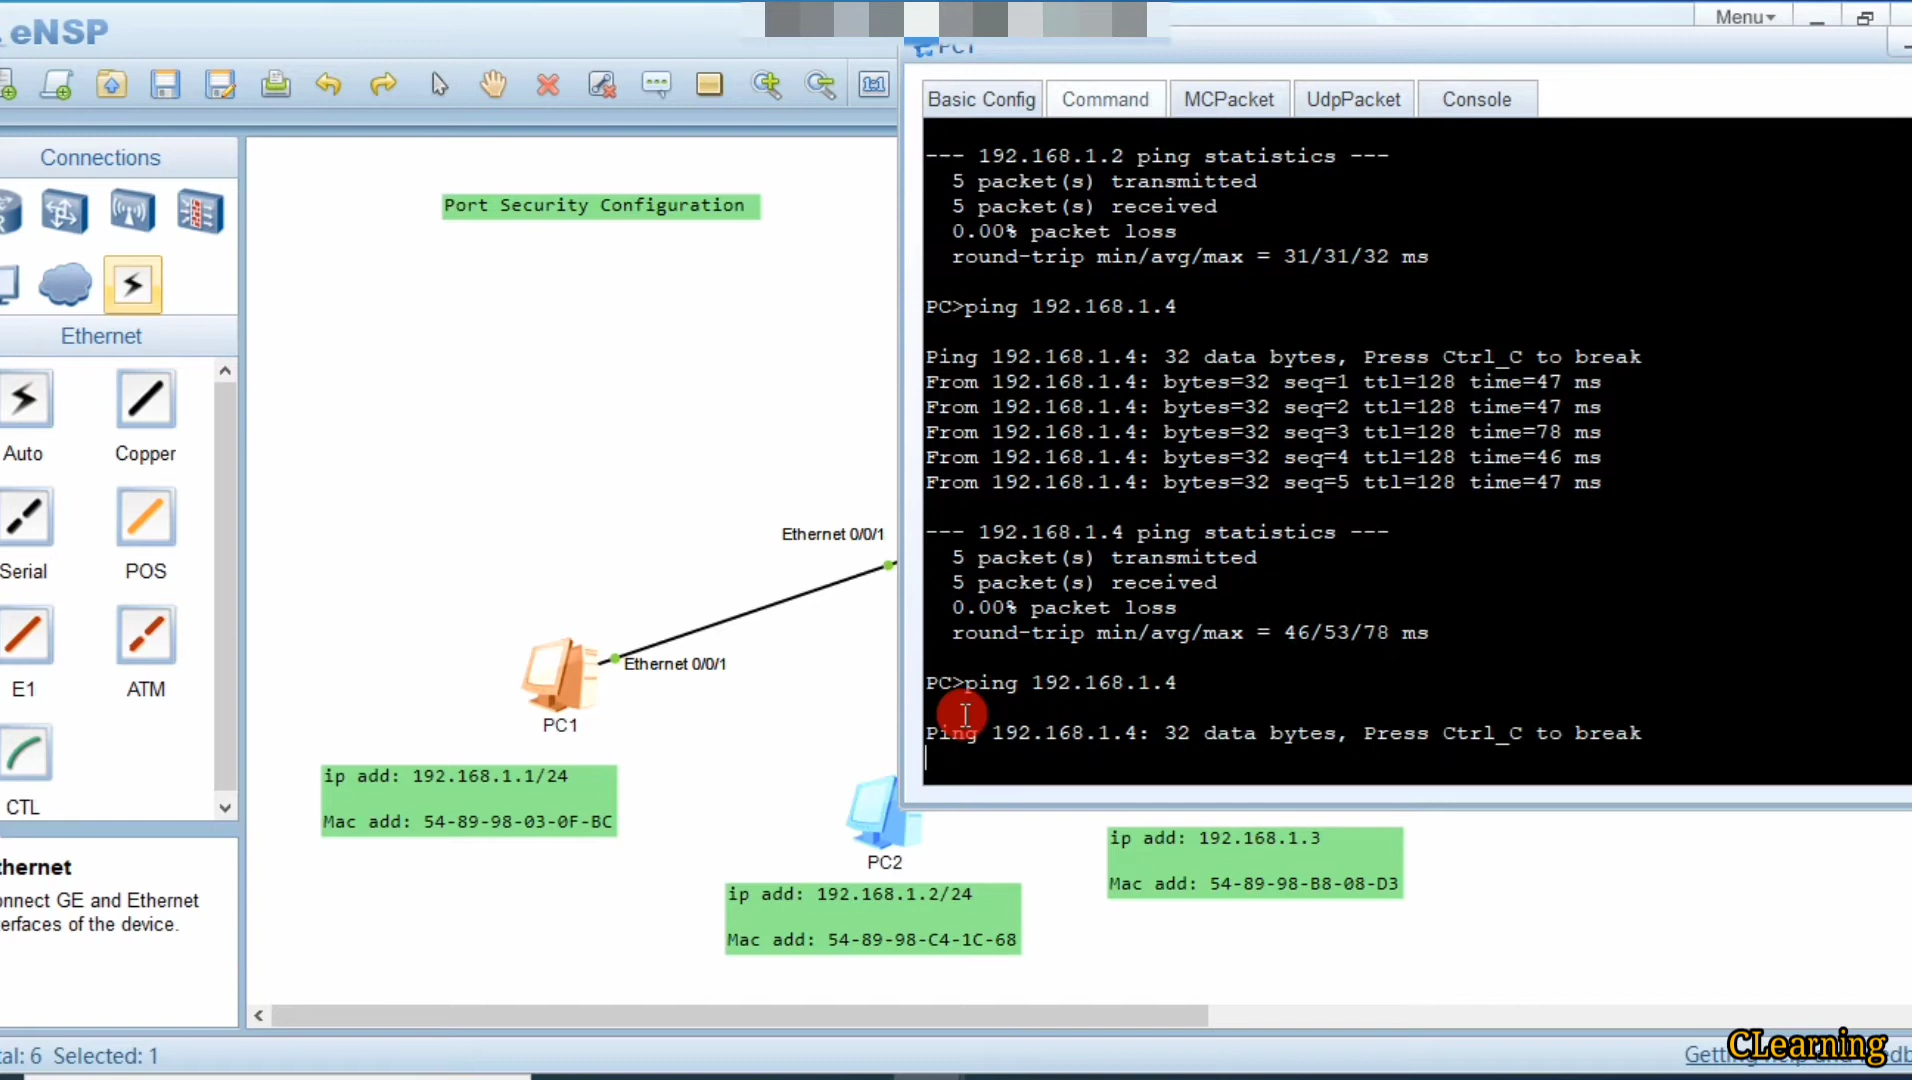 eNSP
Menu
PC1
Basic Config
Command
MCPacket
UdpPacket
Console
Connections
Ethernet
Auto
Copper
Serial
POS
E1
ATM
CTL
thernet
onnect GE and Ethernet
erfaces of the device.
Port Security Configuration
Ethernet 0/0/1
Ethernet 0/0/1
PC1
ip add: 192.168.1.1/24
Mac add: 54-89-98-03-0F-BC
PC2
ip add: 192.168.1.2/24
Mac add: 54-89-98-C4-1C-68
ip add: 192.168.1.3
Mac add: 54-89-98-B8-08-D3
--- 192.168.1.2 ping statistics ---
5 packet(s) transmitted
5 packet(s) received
0.00% packet loss
round-trip min/avg/max = 31/31/32 ms
PC>ping 192.168.1.4
Ping 192.168.1.4: 32 data bytes, Press Ctrl_C to break
From 192.168.1.4: bytes=32 seq=1 ttl=128 time=47 ms
From 192.168.1.4: bytes=32 seq=2 ttl=128 time=47 ms
From 192.168.1.4: bytes=32 seq=3 ttl=128 time=78 ms
From 192.168.1.4: bytes=32 seq=4 ttl=128 time=46 ms
From 192.168.1.4: bytes=32 seq=5 ttl=128 time=47 ms
--- 192.168.1.4 ping statistics ---
5 packet(s) transmitted
5 packet(s) received
0.00% packet loss
round-trip min/avg/max = 46/53/78 ms
PC>ping 192.168.1.4
Ping 192.168.1.4: 32 data bytes, Press Ctrl_C to break
tal: 6 Selected: 1
CLearning